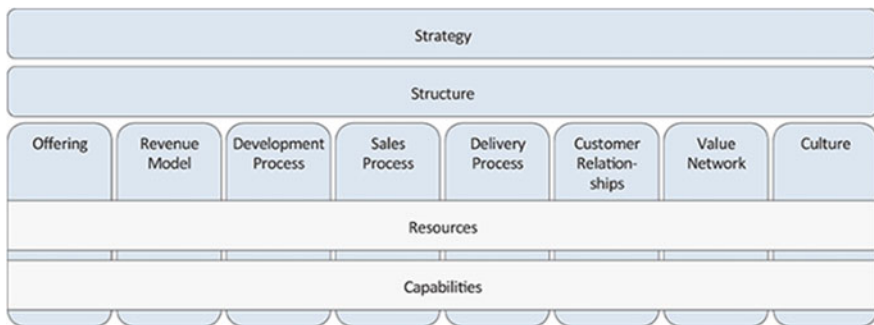 Strategy
Structure
Offering
Revenue
Model
Development
Process
Sales
Process
Delivery
Process
Customer
Relation-
ships
Value
Network
Culture
Resources
Capabilities